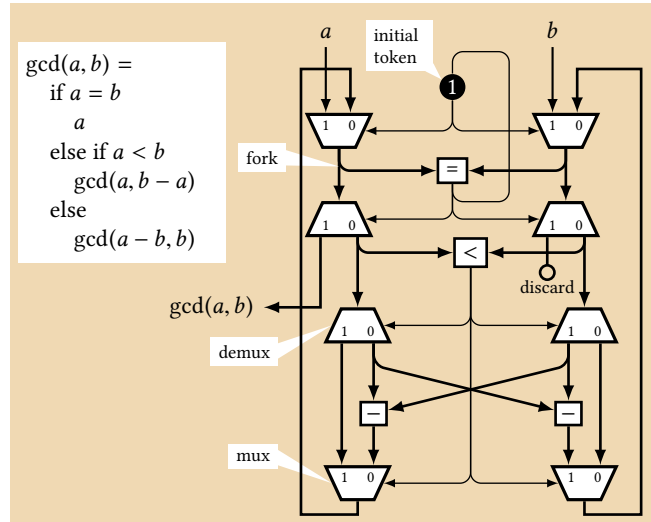 gcd(a, b) =
if a = b
a
else if a < b
gcd(a, b − a)
else
gcd(a − b, b)
a
initial
token
b
1
1 0
1 0
fork
=
1 0
1 0
<
discard
gcd(a, b)
1 0
1 0
demux
−
−
mux
1 0
1 0